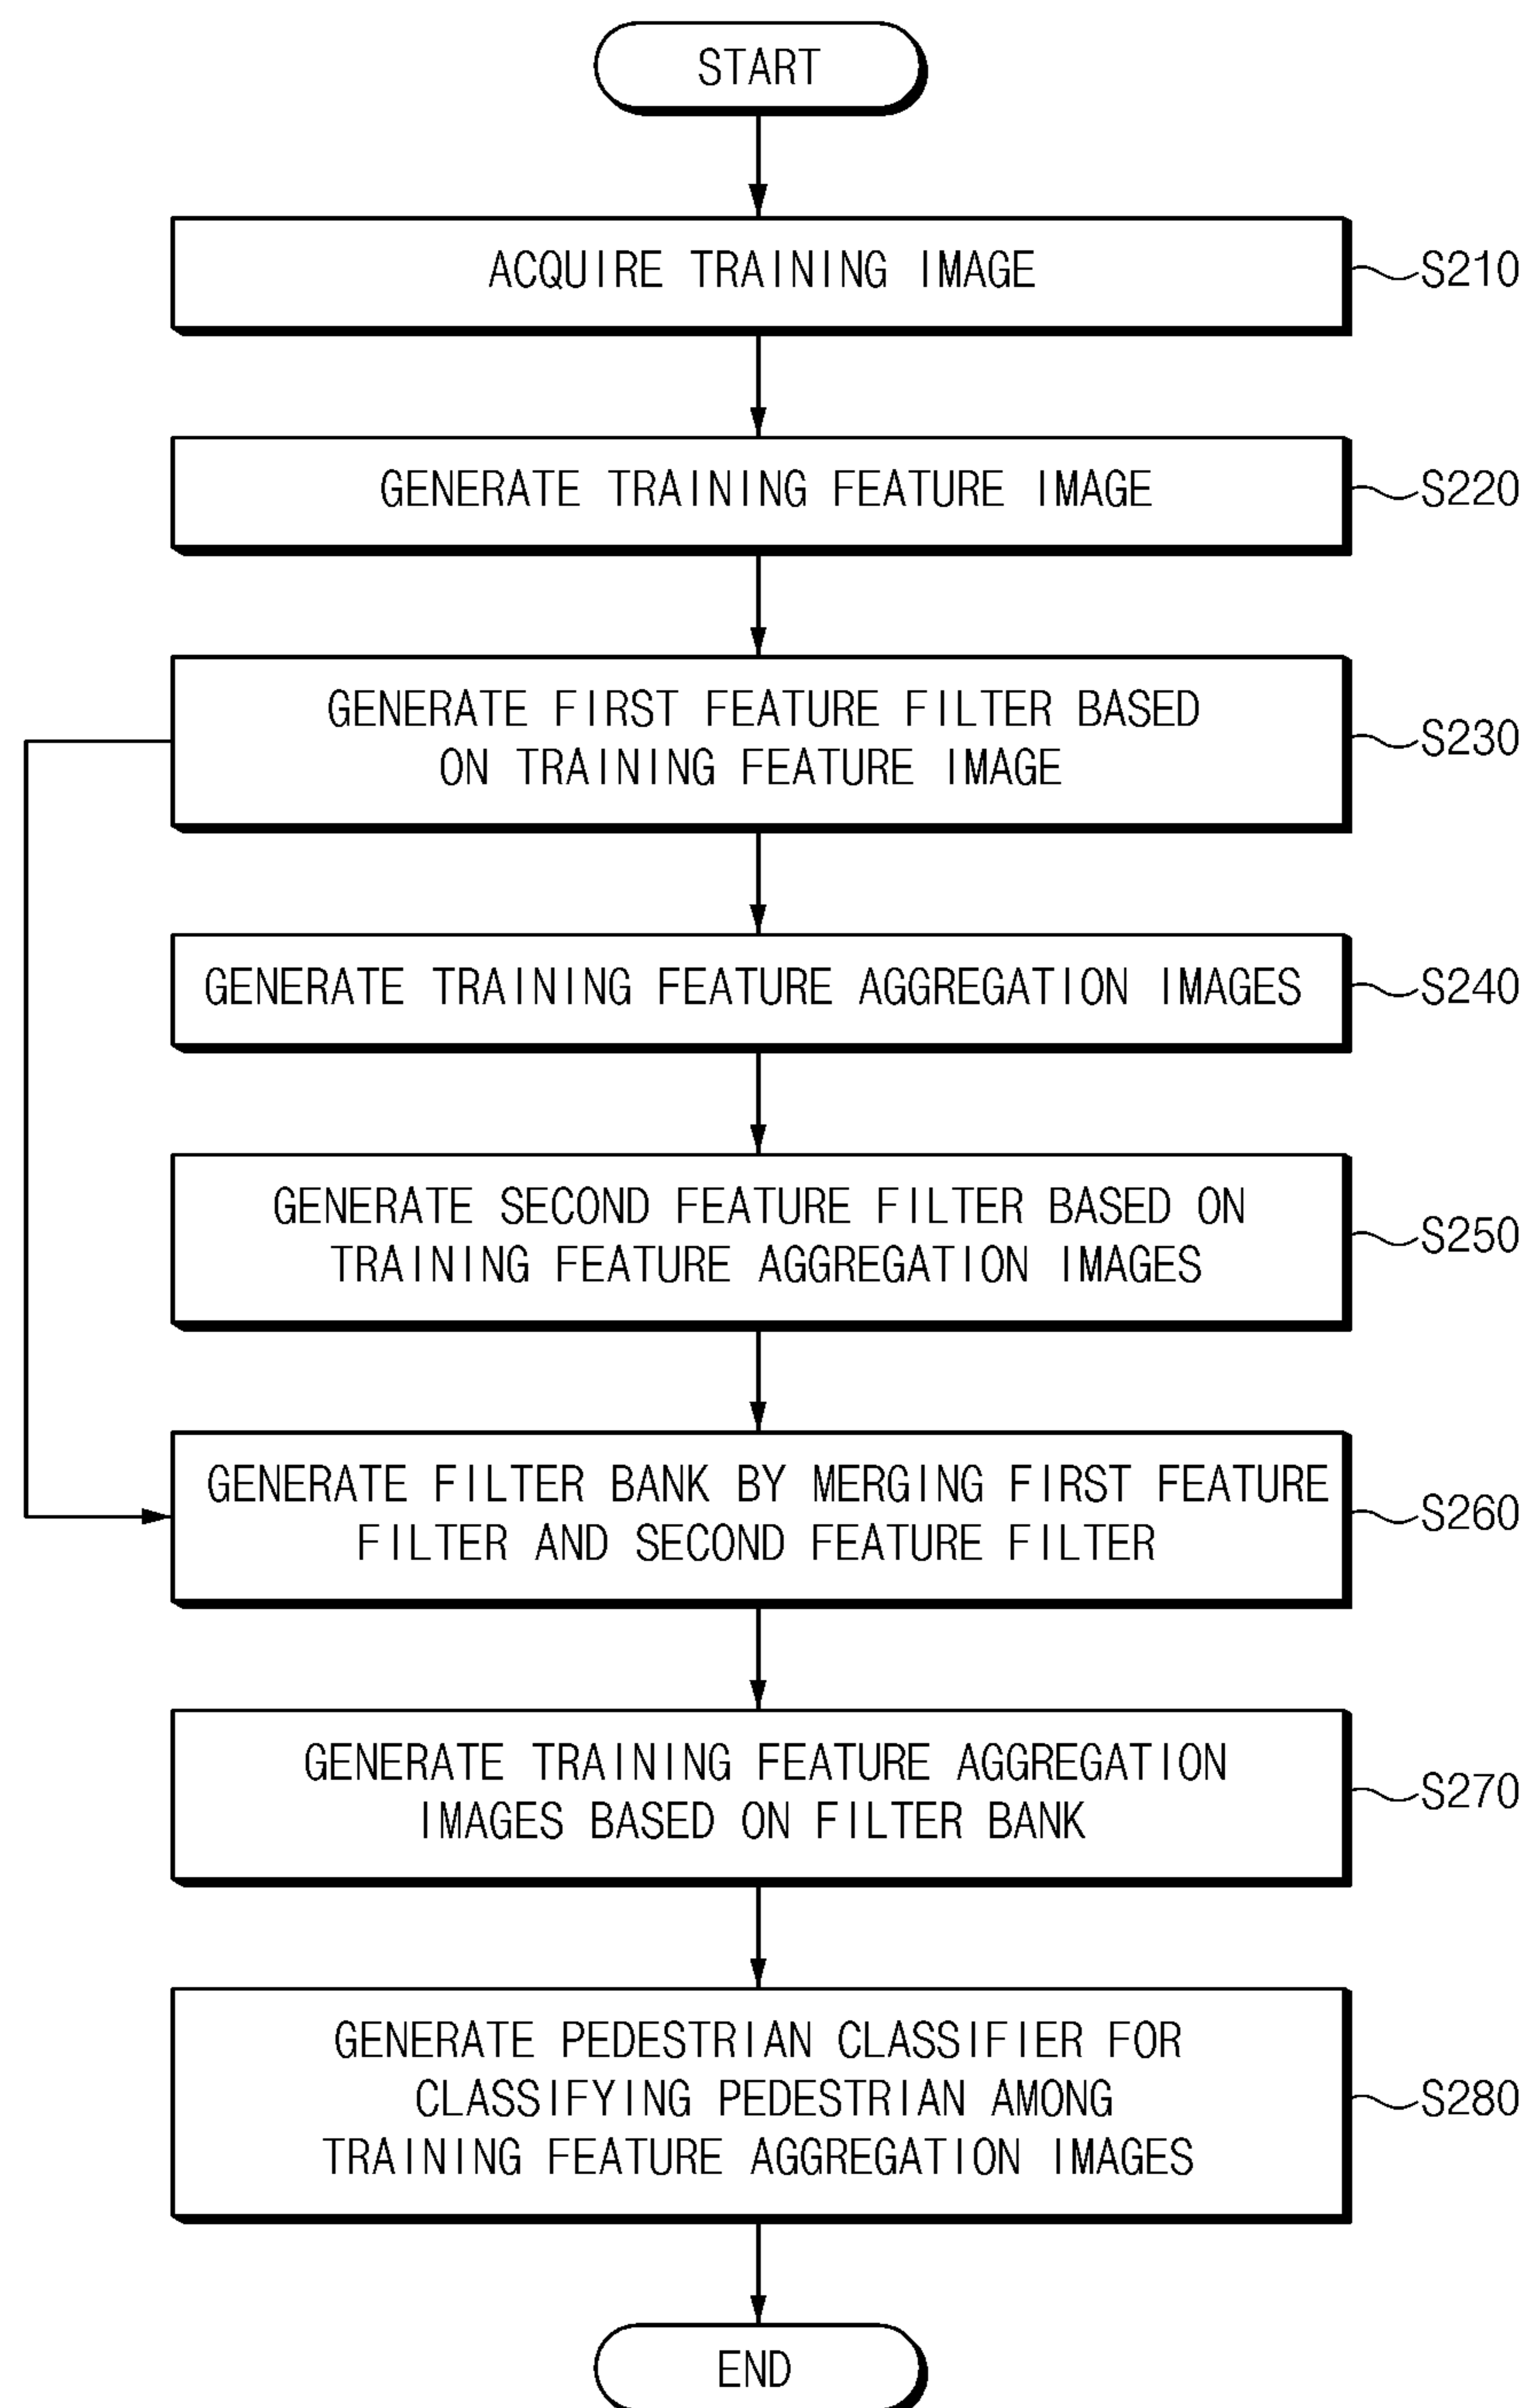 START
ACQUIRE TRAINING IMAGE
S210
GENERATE TRAINING FEATURE IMAGE
S220
GENERATE FIRST FEATURE FILTER BASED
ON TRAINING FEATURE IMAGE
S230
GENERATE TRAINING FEATURE AGGREGATION IMAGES
S240
GENERATE SECOND FEATURE FILTER BASED ON
TRAINING FEATURE AGGREGATION IMAGES
S250
GENERATE FILTER BANK BY MERGING FIRST FEATURE
FILTER AND SECOND FEATURE FILTER
S260
GENERATE TRAINING FEATURE AGGREGATION
IMAGES BASED ON FILTER BANK
S270
GENERATE PEDESTRIAN CLASSIFIER FOR
CLASSIFYING PEDESTRIAN AMONG
TRAINING FEATURE AGGREGATION IMAGES
S280
END